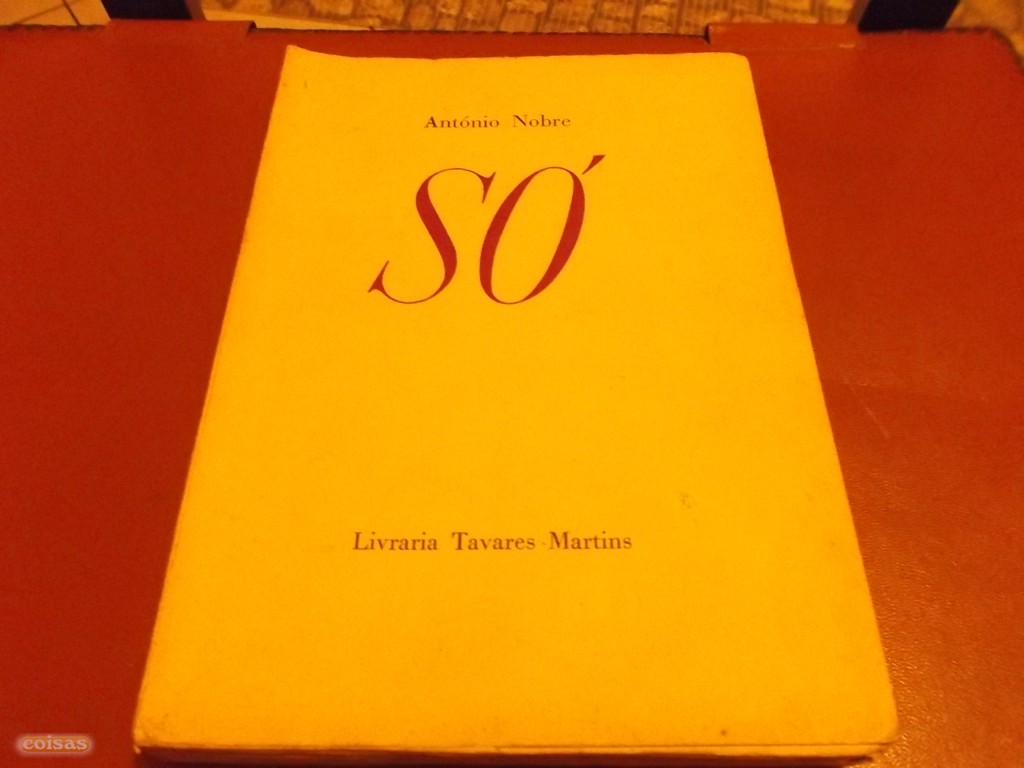 António Nobre
SÓ
Livraria Tavares Martins
coisas